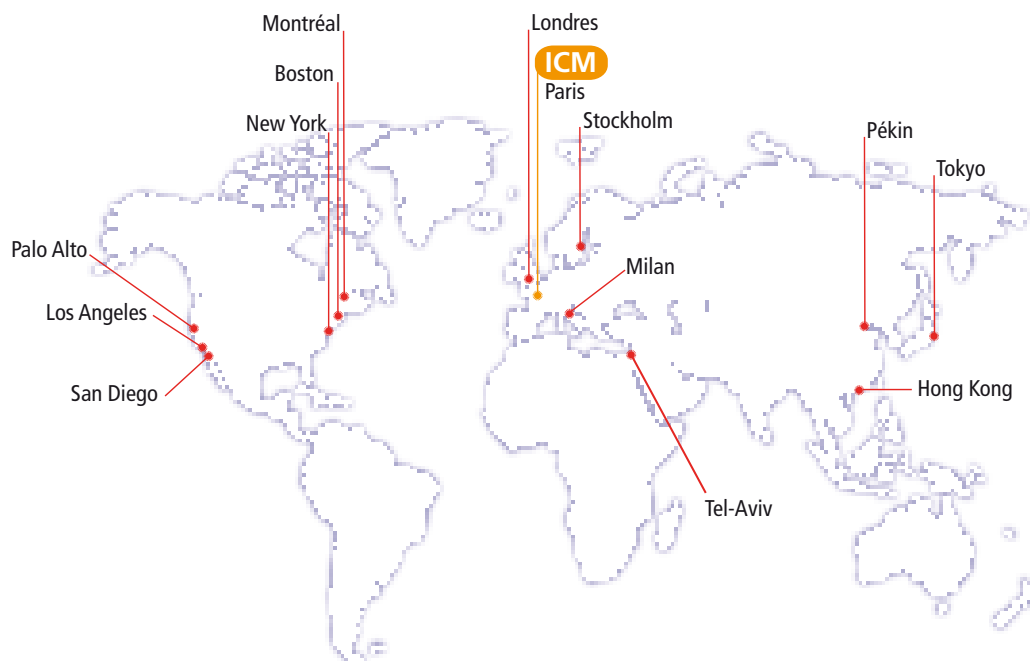 Montréal
Londres
ICM
Boston
Paris
New York
Stockholm
Pékin
Tokyo
Palo Alto
Milan
Los Angeles
San Diego
Hong Kong
Tel-Aviv